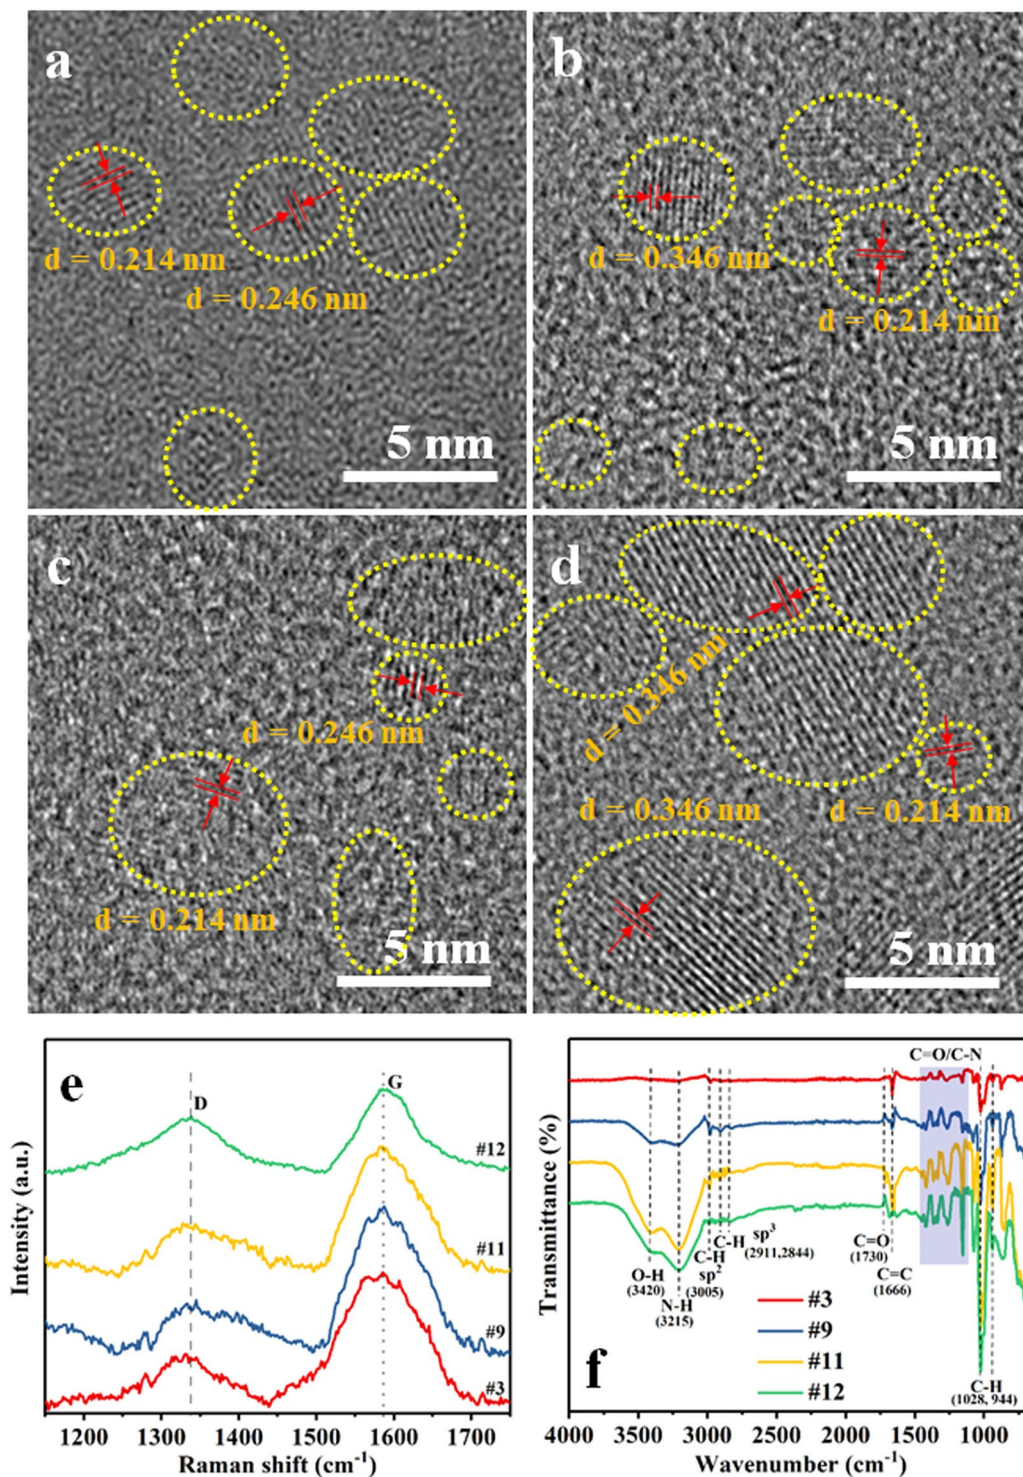 a
d = 0.214 nm
d = 0.246 nm
5 nm
b
d = 0.346 nm
d = 0.214 nm
5 nm
c
d = 0.246 nm
d = 0.214 nm
5 nm
d
d = 0.346 nm
d = 0.346 nm
d = 0.214 nm
5 nm
e
D
G
#12
#11
#9
#3
Intensity (a.u.)
1200 1300 1400 1500 1600 1700
Raman shift (cm⁻¹)
f
C=O/C-N
O-H
(3420)
N-H
(3215)
C-H
sp²
(3005)
C-H sp³
(2911,2844)
C=O
(1730)
C=C
(1666)
C-H
(1028, 944)
#3
#9
#11
#12
Transmittance (%)
4000 3500 3000 2500 2000 1500 1000
Wavenumber (cm⁻¹)